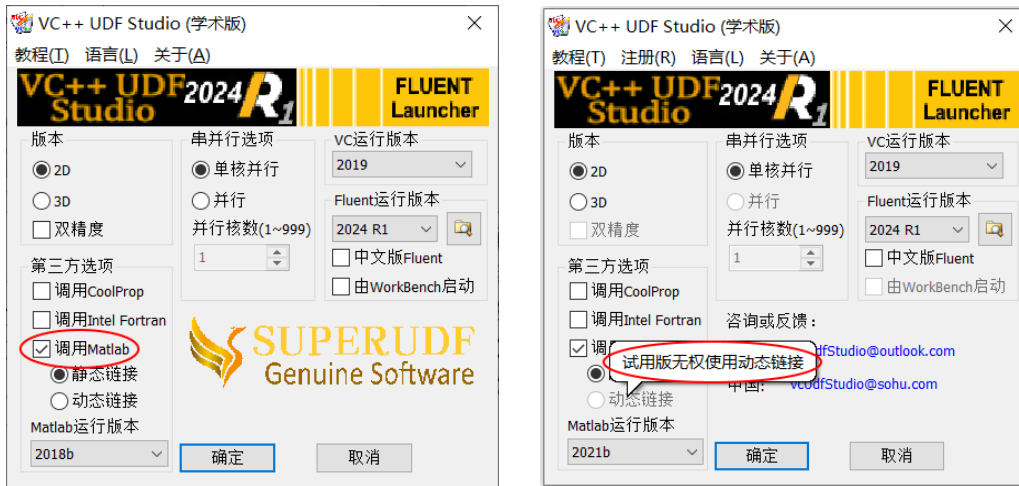 VC++ UDF Studio (学术版)
教程(T) 语言(L) 关于(A)
VC++ UDF Studio 2024 R1
FLUENT Launcher
版本
2D
3D
双精度
串并行选项
单核并行
并行
并行核数(1~999)
1
VC运行版本
2019
Fluent运行版本
2024 R1
中文版Fluent
由WorkBench启动
第三方选项
调用CoolProp
调用Intel Fortran
调用Matlab
静态链接
动态链接
Matlab运行版本
2018b
SUPERUDF
Genuine Software
确定
取消
VC++ UDF Studio (学术版)
教程(T) 注册(R) 语言(L) 关于(A)
VC++ UDF Studio 2024 R1
FLUENT Launcher
版本
2D
3D
双精度
串并行选项
单核并行
并行
并行核数(1~999)
1
VC运行版本
2019
Fluent运行版本
2024 R1
中文版Fluent
由WorkBench启动
第三方选项
调用CoolProp
调用Intel Fortran
调
咨询或反馈：
dfStudio@outlook.com
试用版无权使用动态链接
中国: vcudfStudio@sohu.com
动态链接
Matlab运行版本
2021b
确定
取消